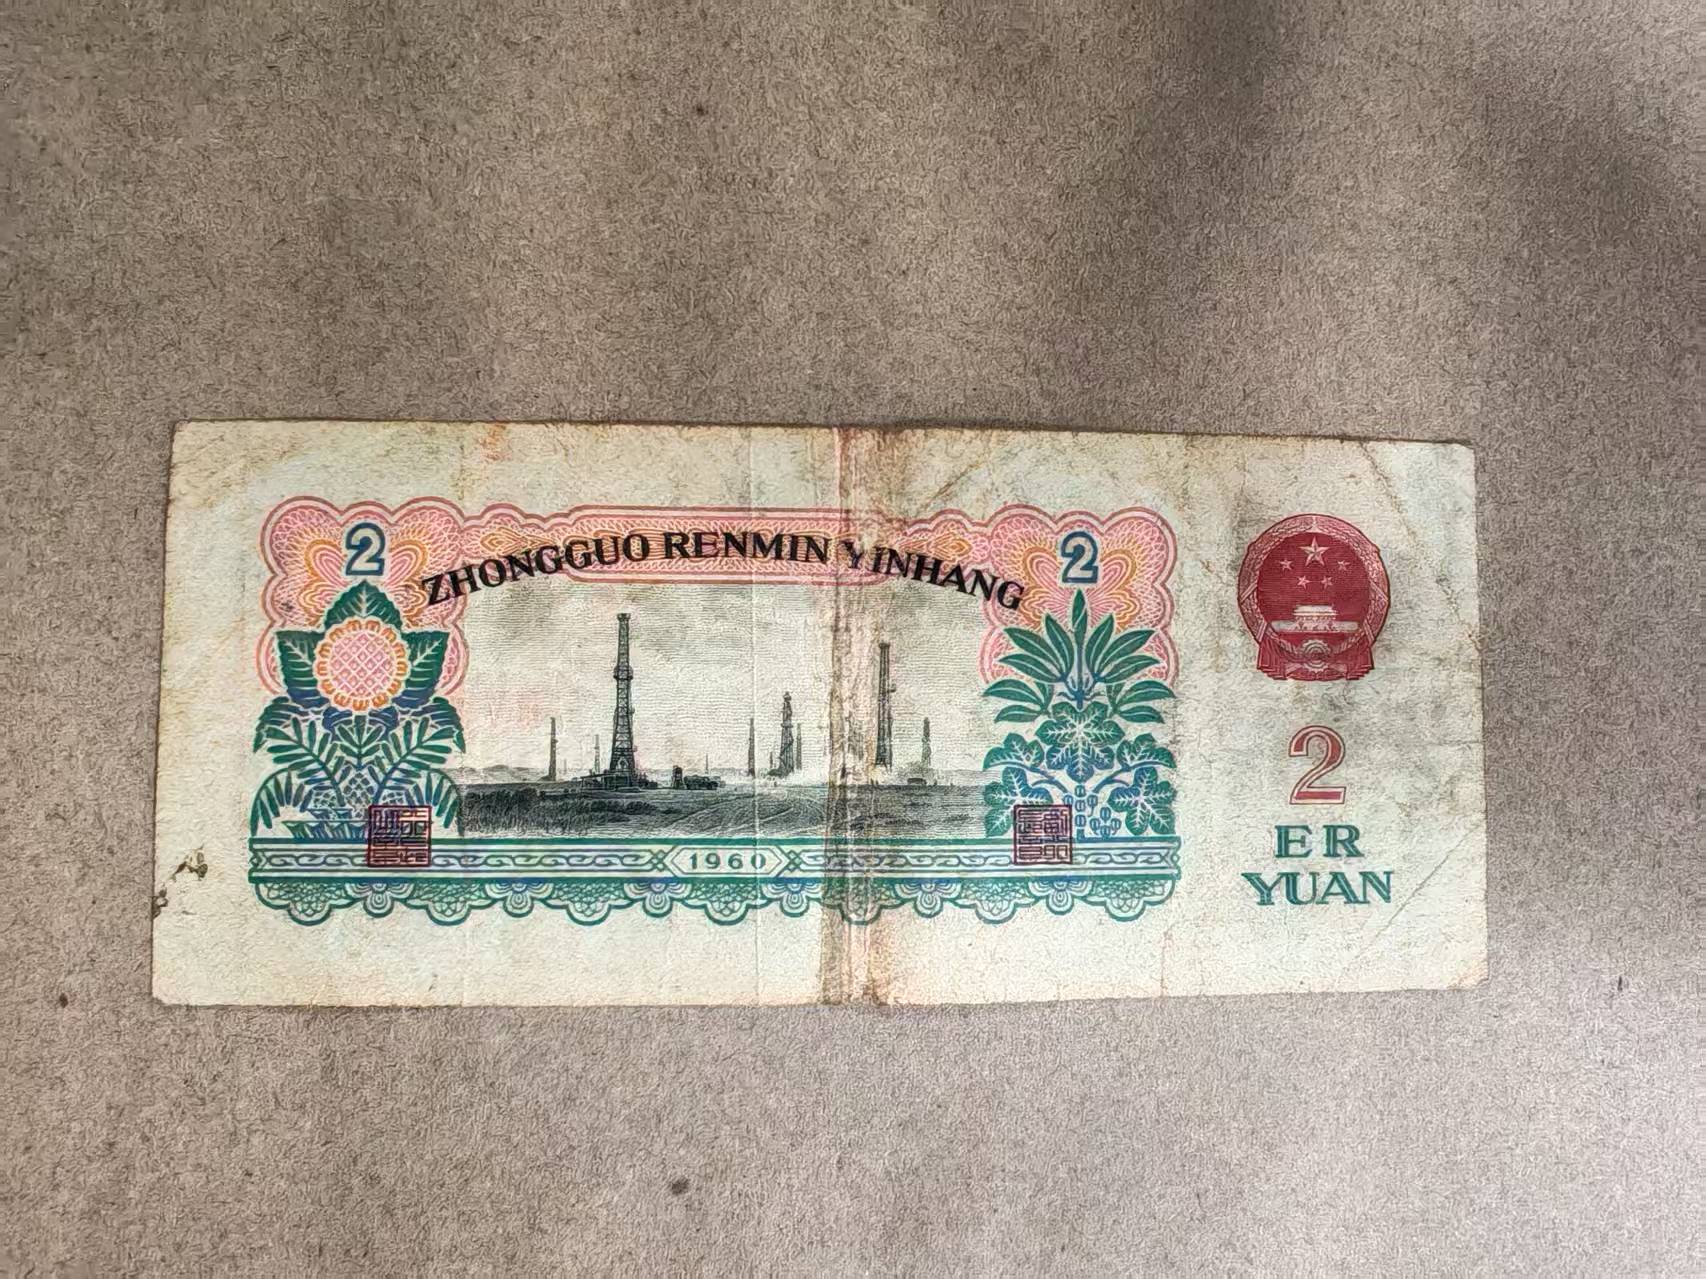 2
2
ZHONGGUO RENMIN YINHANG
1960
2
ER
YUAN